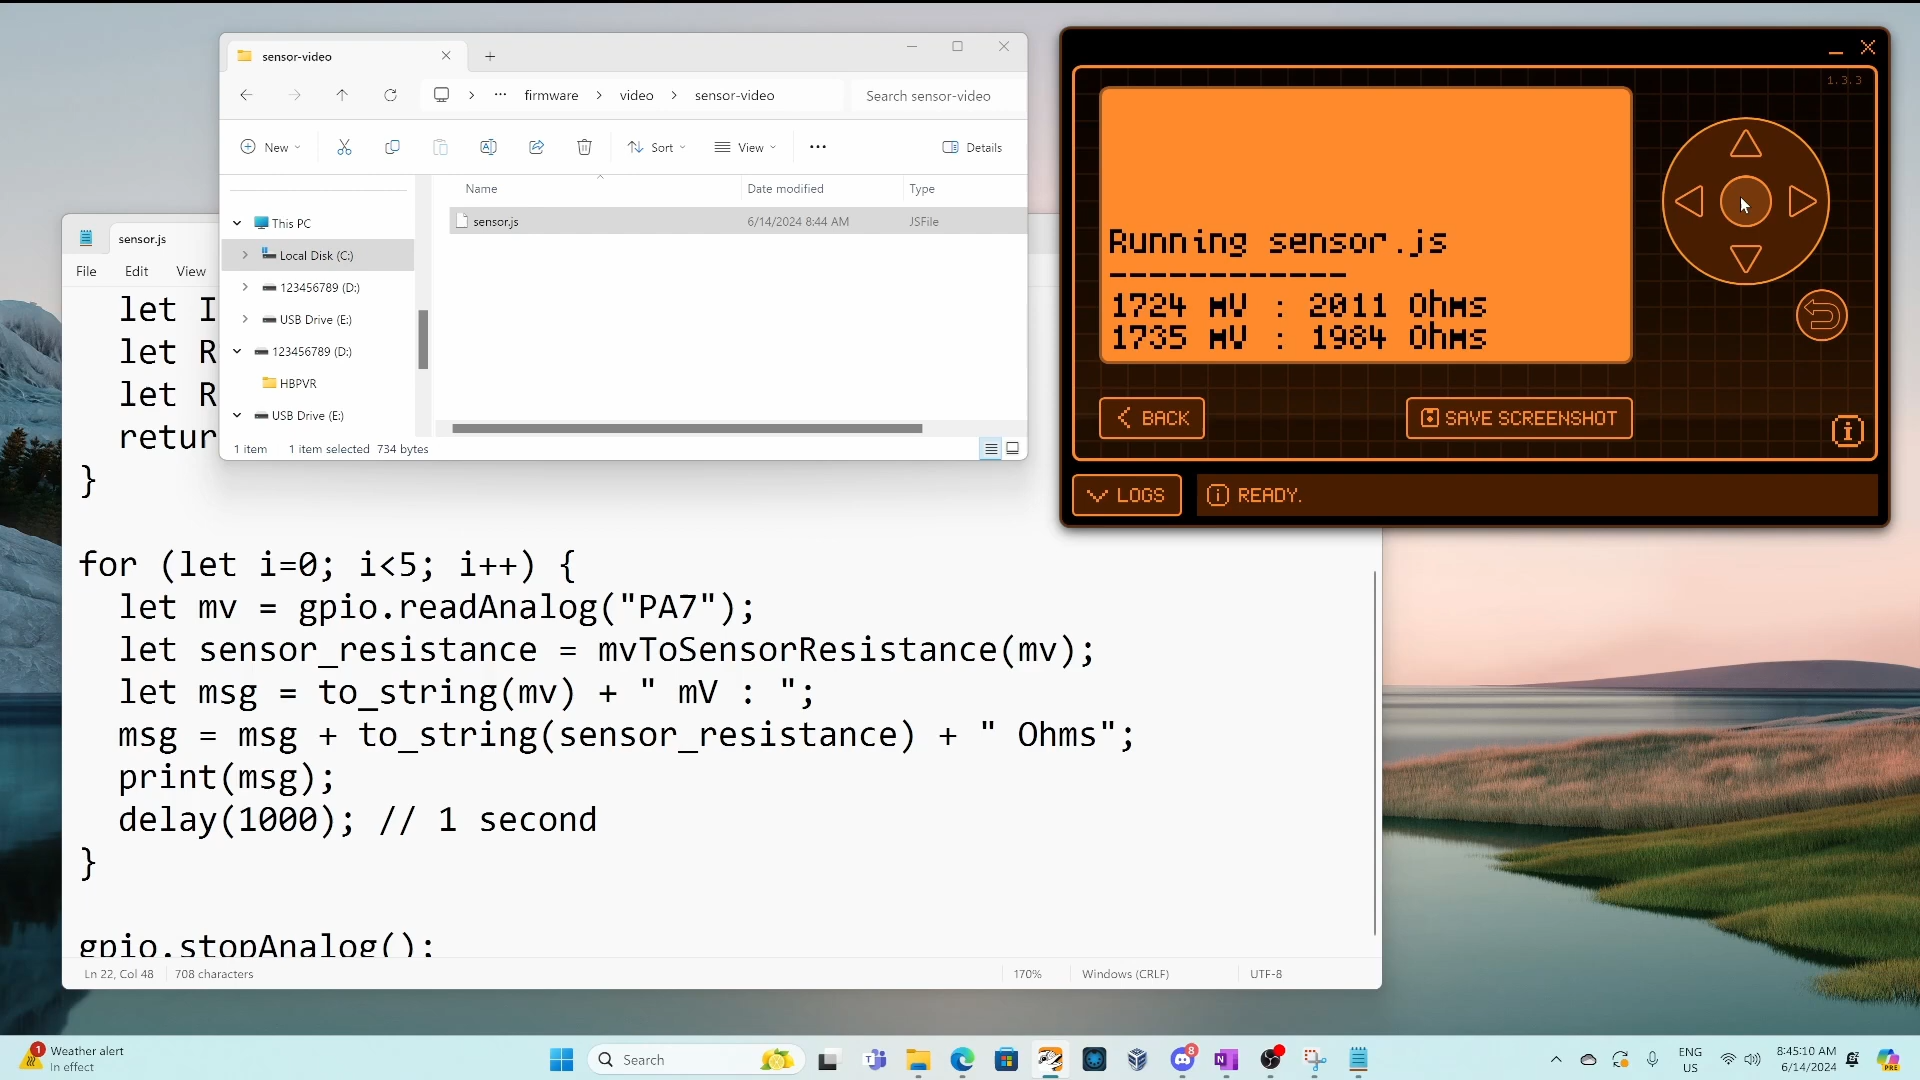 sensor-video
firmware
video
sensor-video
Search sensor-video
New
Sort
View
Details
Name
Date modified
Type
This PC
Local Disk (C:)
123456789 (D:)
USB Drive (E:)
123456789 (D:)
HBPVR
USB Drive (E:)
sensor.js
6/14/2024 8:44 AM
JSFile
1 item
1 item selected
734 bytes
1.3.3
Running sensor.js
------------
1724 mV : 2011 Ohms
1735 mV : 1984 Ohms
BACK
SAVE SCREENSHOT
LOGS
READY.
sensor.js
File
Edit
View
let I
let R
let R
retur
}
for (let i=0; i<5; i++) {
let mv = gpio.readAnalog("PA7");
let sensor_resistance = mvToSensorResistance(mv);
let msg = to_string(mv) + " mV : ";
msg = msg + to_string(sensor_resistance) + " Ohms";
print(msg);
delay(1000); // 1 second
}
gpio.stopAnalog();
Ln 22, Col 48
708 characters
170%
Windows (CRLF)
UTF-8
1
Weather alert
In effect
Search
8
ENG
US
8:45:10 AM
6/14/2024
PRE